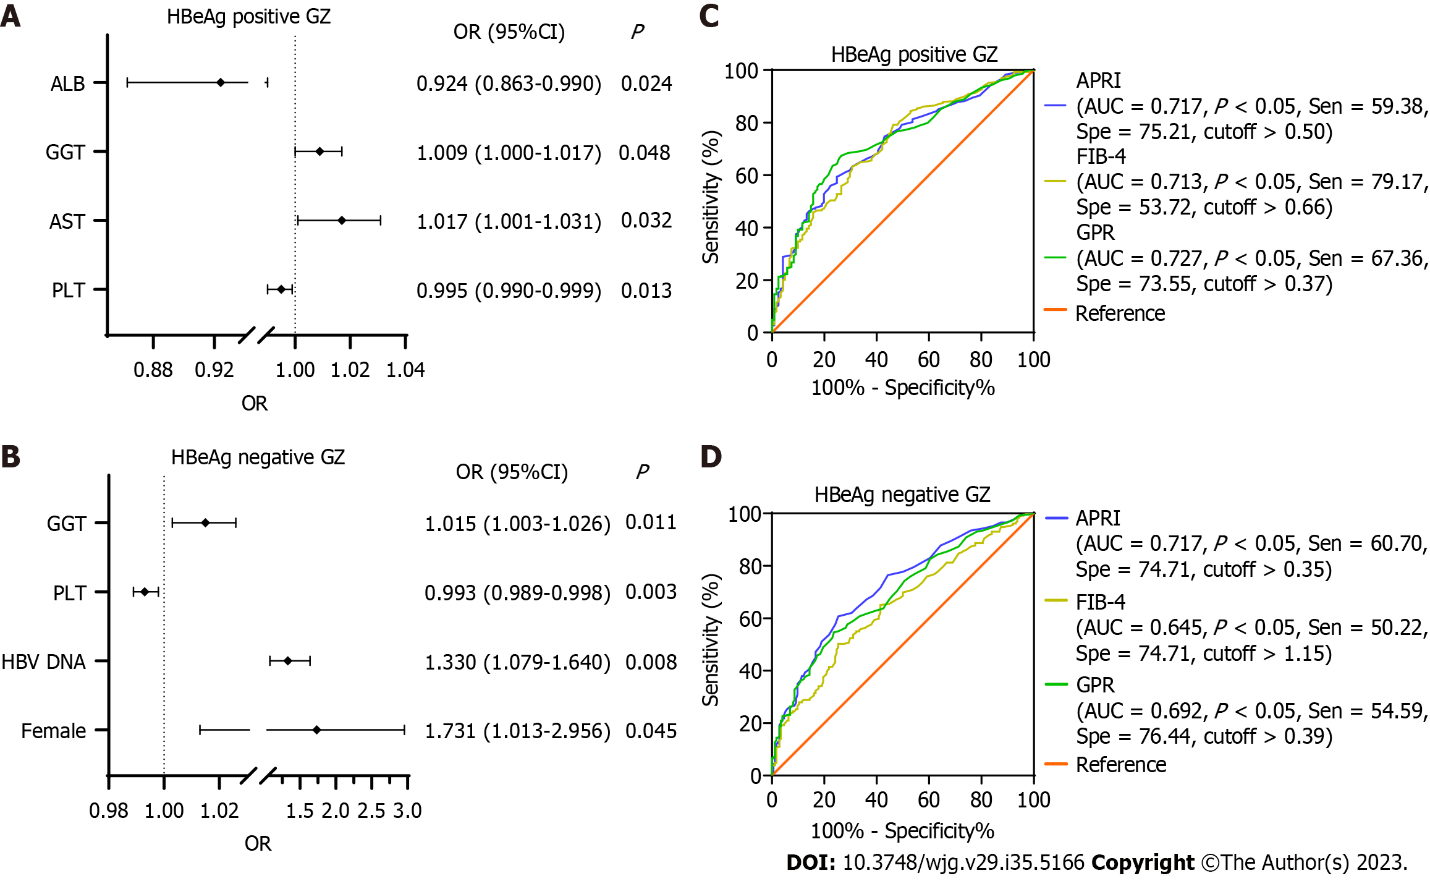 A
HBeAg positive GZ
OR (95%CI)
P
ALB
0.924 (0.863-0.990)
0.024
GGT
1.009 (1.000-1.017)
0.048
AST
1.017 (1.001-1.031)
0.032
PLT
0.995 (0.990-0.999)
0.013
0.88 0.92 1.00 1.02 1.04
OR
B
HBeAg negative GZ
OR (95%CI)
P
GGT
1.015 (1.003-1.026)
0.011
PLT
0.993 (0.989-0.998)
0.003
HBV DNA
1.330 (1.079-1.640)
0.008
Female
1.731 (1.013-2.956)
0.045
0.98 1.00 1.02 1.5 2.0 2.5 3.0
OR
C
HBeAg positive GZ
Sensitivity (%)
100
80
60
40
20
0
0 20 40 60 80 100
100% - Specificity%
APRI
(AUC = 0.717, P < 0.05, Sen = 59.38,
Spe = 75.21, cutoff > 0.50)
FIB-4
(AUC = 0.713, P < 0.05, Sen = 79.17,
Spe = 53.72, cutoff > 0.66)
GPR
(AUC = 0.727, P < 0.05, Sen = 67.36,
Spe = 73.55, cutoff > 0.37)
Reference
D
HBeAg negative GZ
Sensitivity (%)
100
80
60
40
20
0
0 20 40 60 80 100
100% - Specificity%
APRI
(AUC = 0.717, P < 0.05, Sen = 60.70,
Spe = 74.71, cutoff > 0.35)
FIB-4
(AUC = 0.645, P < 0.05, Sen = 50.22,
Spe = 74.71, cutoff > 1.15)
GPR
(AUC = 0.692, P < 0.05, Sen = 54.59,
Spe = 76.44, cutoff > 0.39)
Reference
DOI: 10.3748/wjg.v29.i35.5166 Copyright ©The Author(s) 2023.